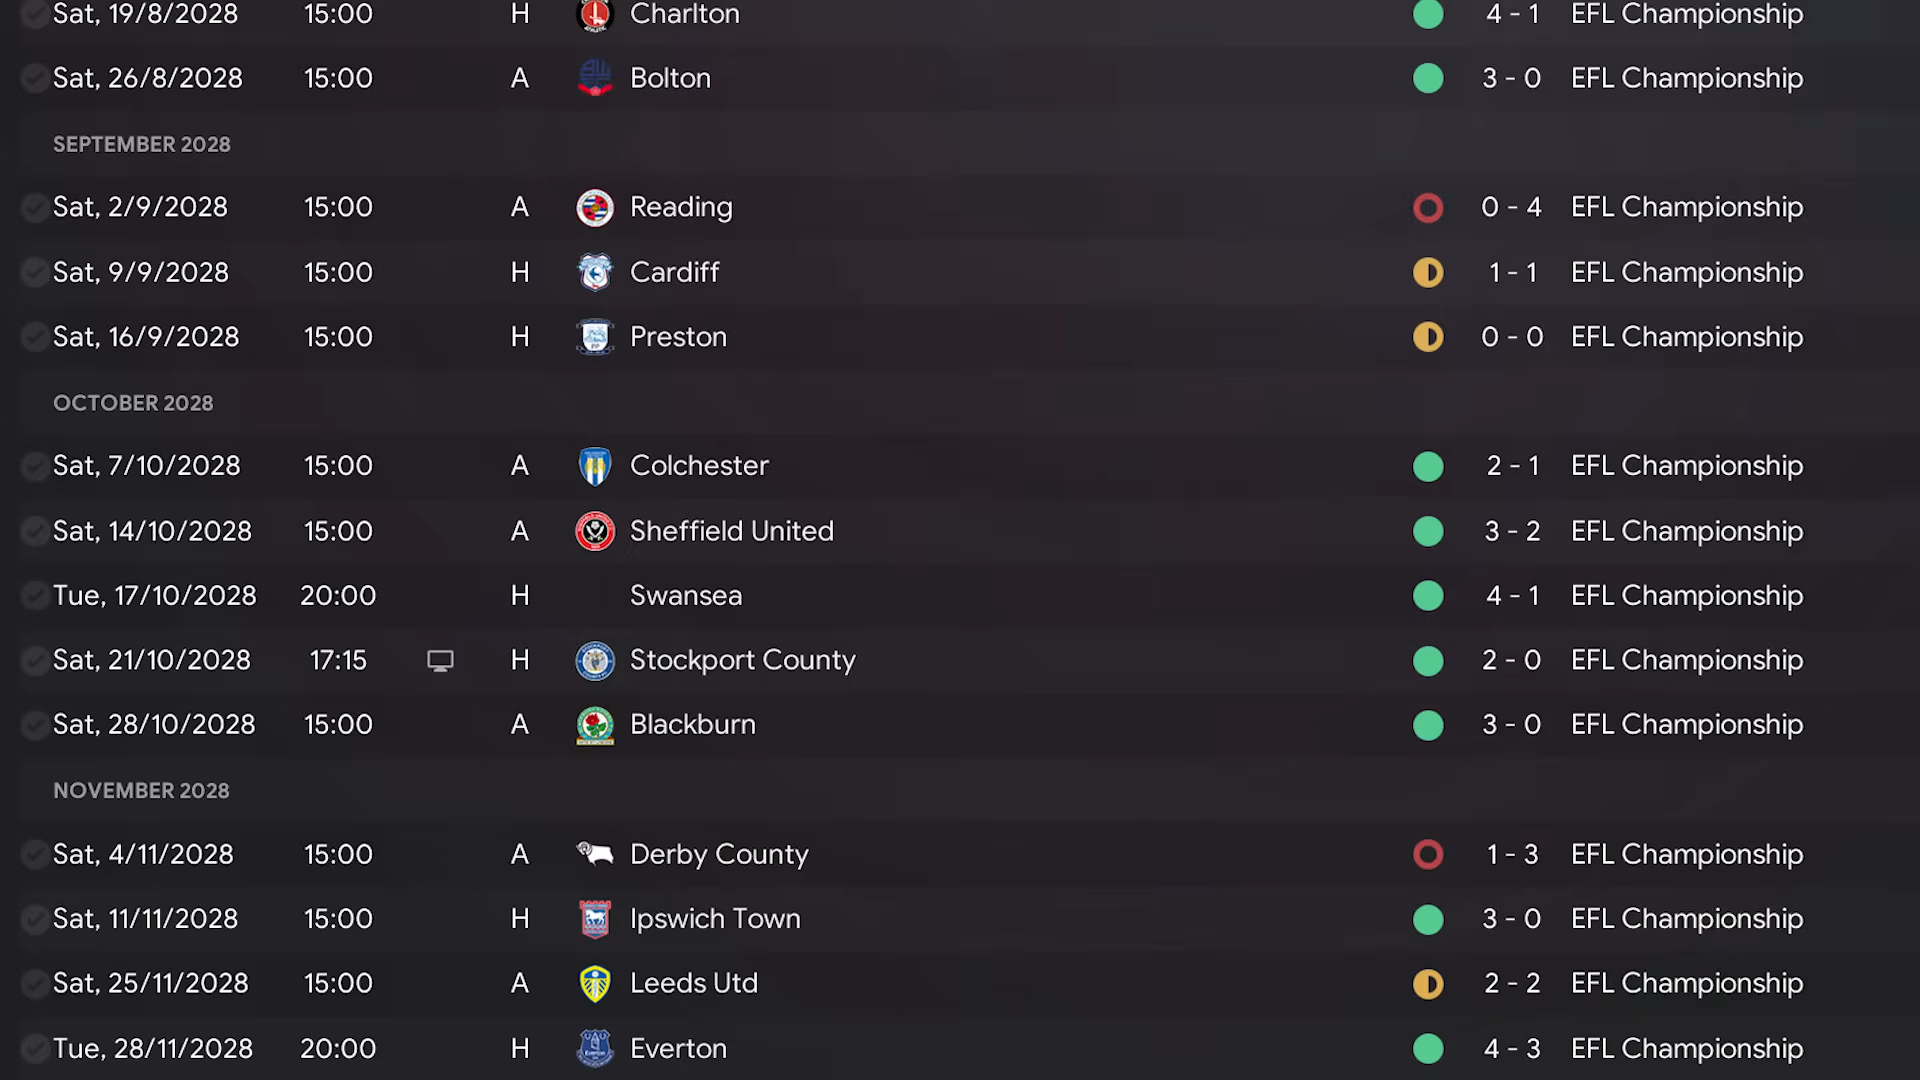 Sat, 19/8/2028 15:00 H Charlton 4 - 1 EFL Championship
Sat, 26/8/2028 15:00 A Bolton 3 - 0 EFL Championship
SEPTEMBER 2028
Sat, 2/9/2028 15:00 A Reading 0 - 4 EFL Championship
Sat, 9/9/2028 15:00 H Cardiff 1 - 1 EFL Championship
Sat, 16/9/2028 15:00 H Preston 0 - 0 EFL Championship
OCTOBER 2028
Sat, 7/10/2028 15:00 A Colchester 2 - 1 EFL Championship
Sat, 14/10/2028 15:00 A Sheffield United 3 - 2 EFL Championship
Tue, 17/10/2028 20:00 H Swansea 4 - 1 EFL Championship
Sat, 21/10/2028 17:15 H Stockport County 2 - 0 EFL Championship
Sat, 28/10/2028 15:00 A Blackburn 3 - 0 EFL Championship
NOVEMBER 2028
Sat, 4/11/2028 15:00 A Derby County 1 - 3 EFL Championship
Sat, 11/11/2028 15:00 H Ipswich Town 3 - 0 EFL Championship
Sat, 25/11/2028 15:00 A Leeds Utd 2 - 2 EFL Championship
Tue, 28/11/2028 20:00 H Everton 4 - 3 EFL Championship